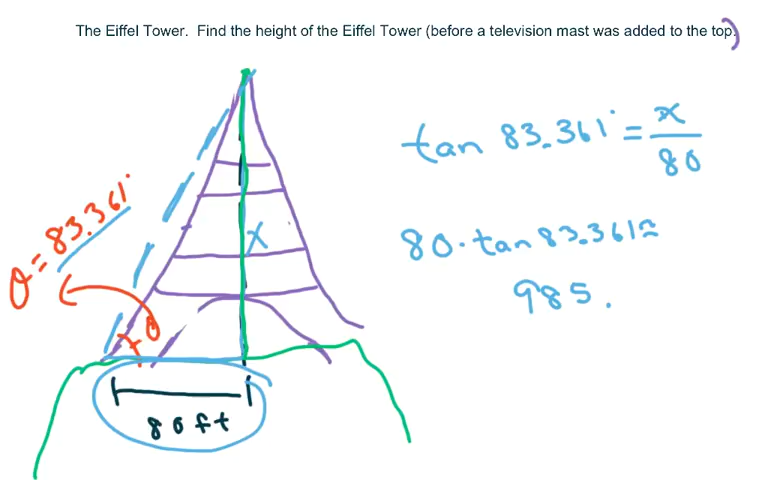 The Eiffel Tower. Find the height of the Eiffel Tower (before a television mast was added to the top.)
tan 83.361° = x/80
θ = 83.361°
x
80 · tan 83.361 ≈
985.
θ
80 ft